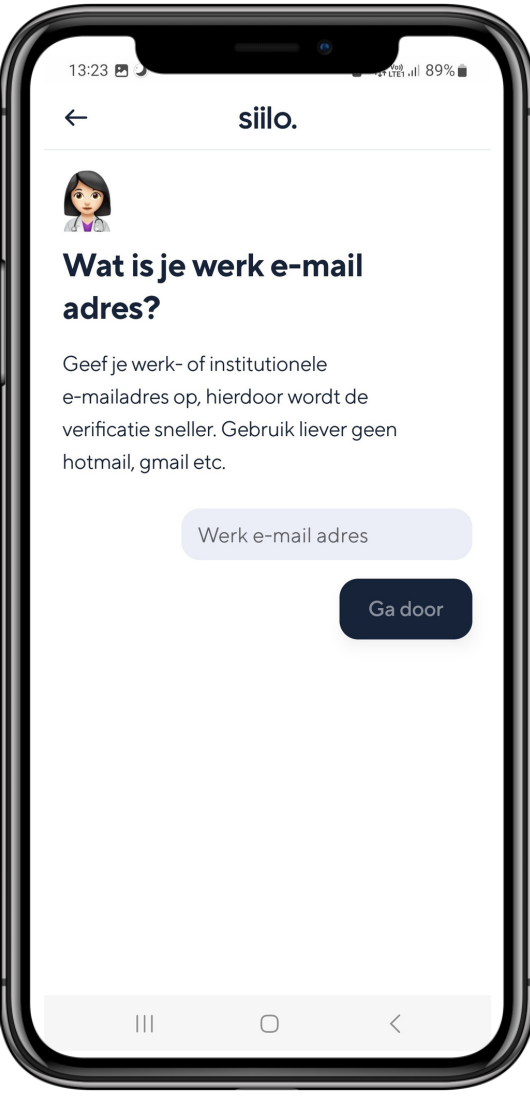 13:23
89%
siilo.
Wat is je werk e-mail
adres?
Geef je werk- of institutionele
e-mailadres op, hierdoor wordt de
verificatie sneller. Gebruik liever geen
hotmail, gmail etc.
Werk e-mail adres
Ga door